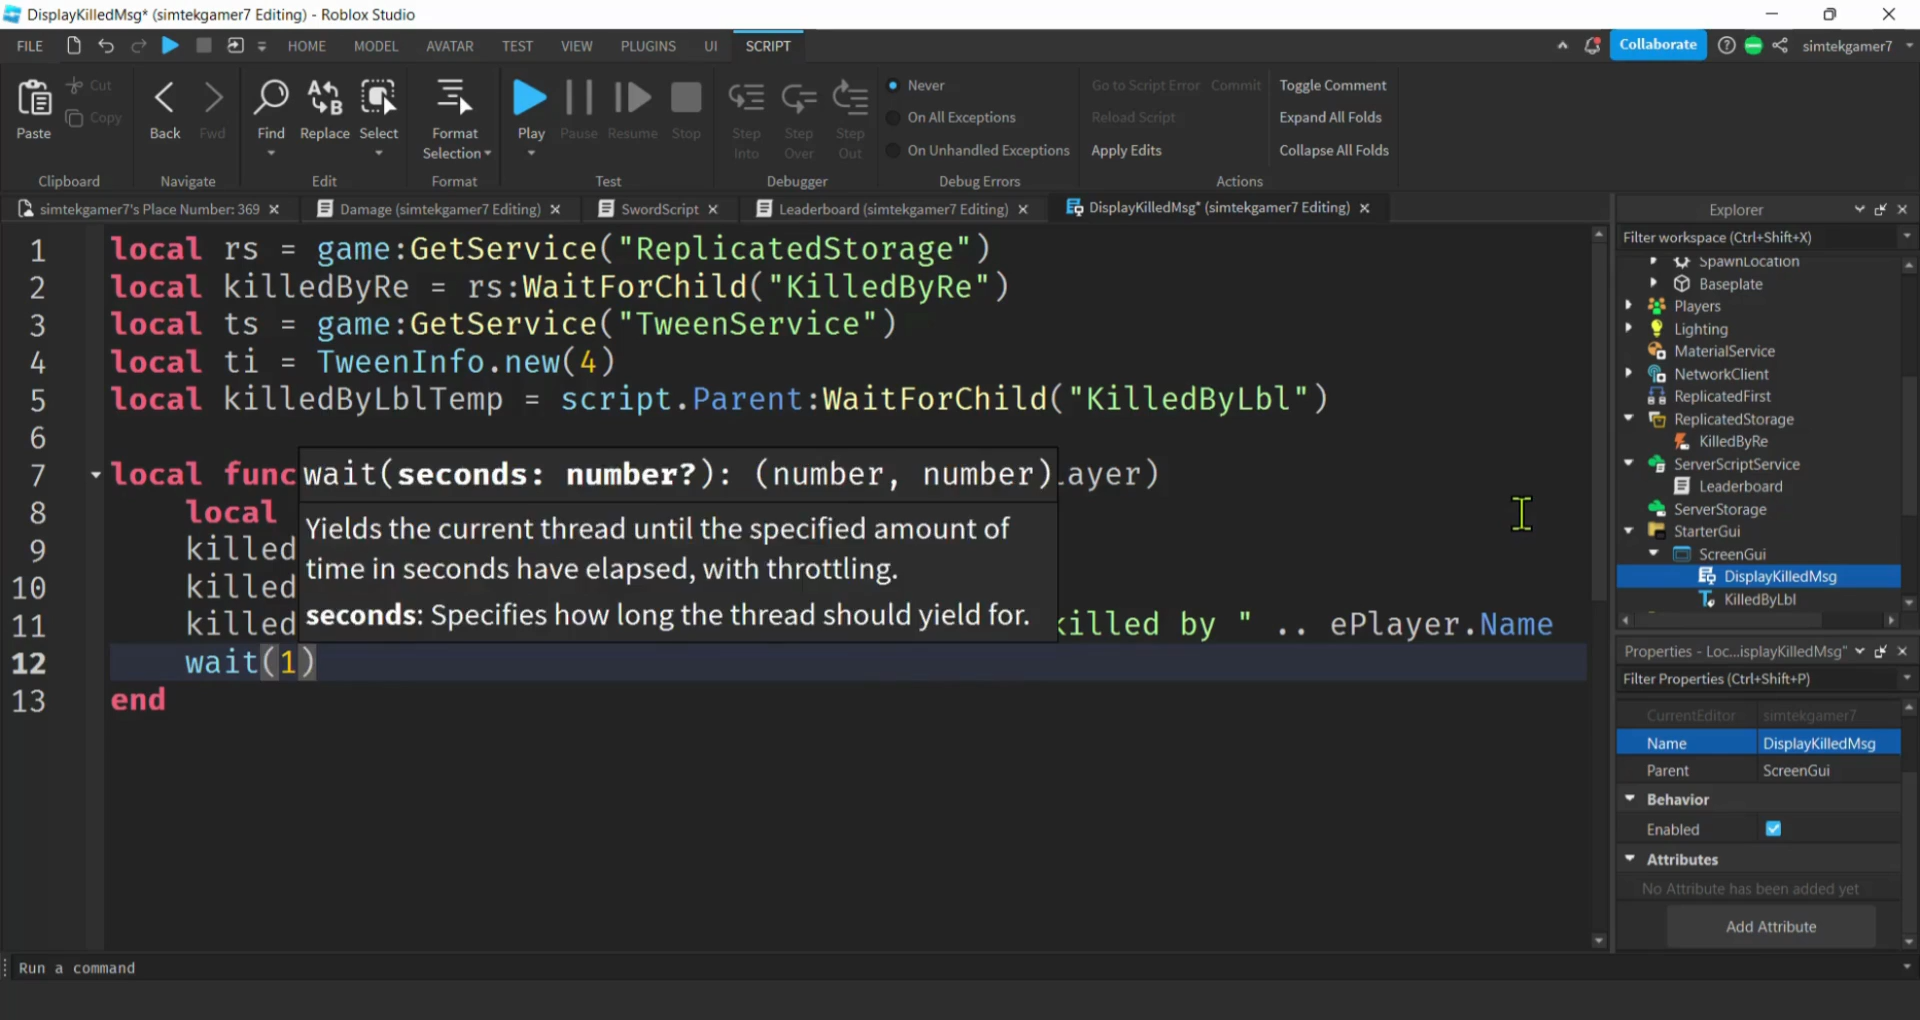 DisplayKilledMsg* (simtekgamer7 Editing) - Roblox Studio
FILE HOME MODEL AVATAR TEST VIEW PLUGINS UI SCRIPT Collaborate simtekgamer7
Paste Cut Copy Back Fwd Find Replace Select Format Selection Play Pause Resume Stop Step Into Step Over Step Out
Never
On All Exceptions
On Unhandled Exceptions
Go to Script Error Commit
Reload Script
Apply Edits
Toggle Comment
Expand All Folds
Collapse All Folds
Clipboard Navigate Edit Format Test Debugger Debug Errors Actions
simtekgamer7's Place Number: 369 Damage (simtekgamer7 Editing) SwordScript Leaderboard (simtekgamer7 Editing) DisplayKilledMsg* (simtekgamer7 Editing)
1 local rs = game:GetService("ReplicatedStorage")
2 local killedByRe = rs:WaitForChild("KilledByRe")
3 local ts = game:GetService("TweenService")
4 local ti = TweenInfo.new(4)
5 local killedByLblTemp = script.Parent:WaitForChild("KilledByLbl")
6
7 local func layer)
8 local
9 killed
10 killed
11 killed killed by " .. ePlayer.Name
12 wait(1)
13 end
wait(seconds: number?): (number, number)
Yields the current thread until the specified amount of
time in seconds have elapsed, with throttling.
seconds: Specifies how long the thread should yield for.
Explorer
Filter workspace (Ctrl+Shift+X)
SpawnLocation
Baseplate
Players
Lighting
MaterialService
NetworkClient
ReplicatedFirst
ReplicatedStorage
KilledByRe
ServerScriptService
Leaderboard
ServerStorage
StarterGui
ScreenGui
DisplayKilledMsg
KilledByLbl
Properties - Loc...isplayKilledMsg"
Filter Properties (Ctrl+Shift+P)
CurrentEditor simtekgamer7
Name DisplayKilledMsg
Parent ScreenGui
Behavior
Enabled
Attributes
No Attribute has been added yet
Add Attribute
Run a command